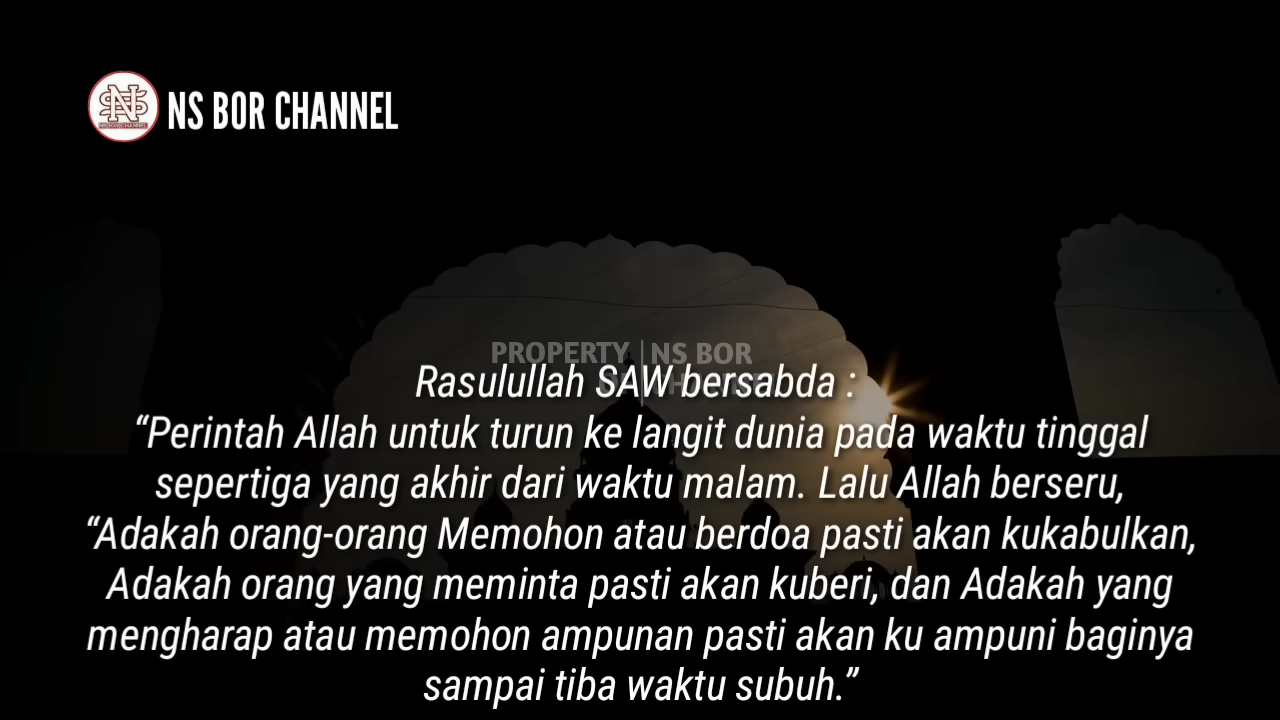 NS BOR CHANNEL
PROPERTY | NS BOR
Rasulullah SAW bersabda :
“Perintah Allah untuk turun ke langit dunia pada waktu tinggal
sepertiga yang akhir dari waktu malam. Lalu Allah berseru,
“Adakah orang-orang Memohon atau berdoa pasti akan kukabulkan,
Adakah orang yang meminta pasti akan kuberi, dan Adakah yang
mengharap atau memohon ampunan pasti akan ku ampuni baginya
sampai tiba waktu subuh.”